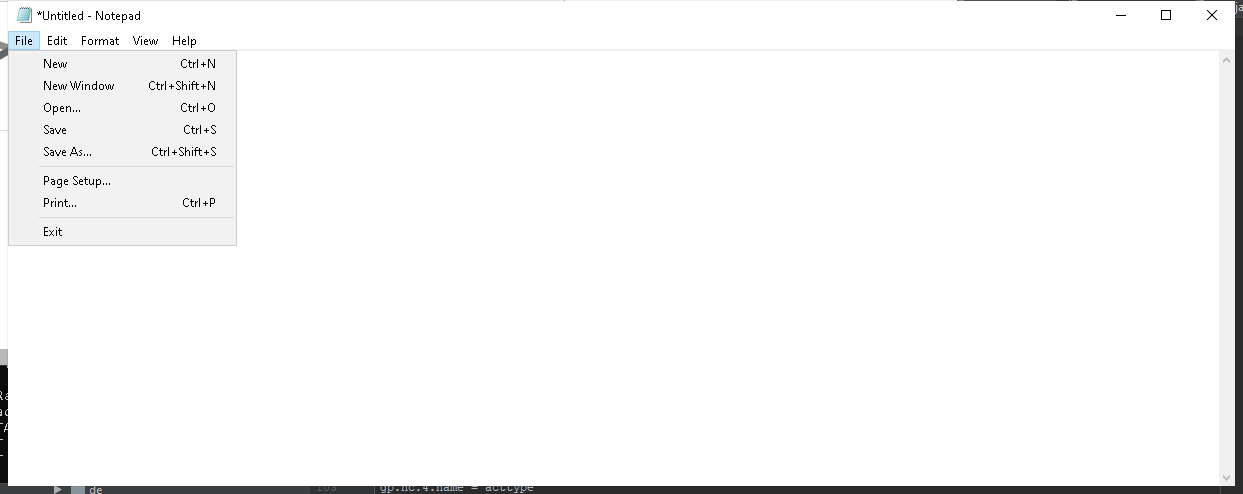 *Untitled - Notepad
File Edit Format View Help
New Ctrl+N
New Window Ctrl+Shift+N
Open... Ctrl+O
Save Ctrl+S
Save As... Ctrl+Shift+S
Page Setup... 
Print... Ctrl+P
Exit
de
103 gp.nc.4.name = acttype